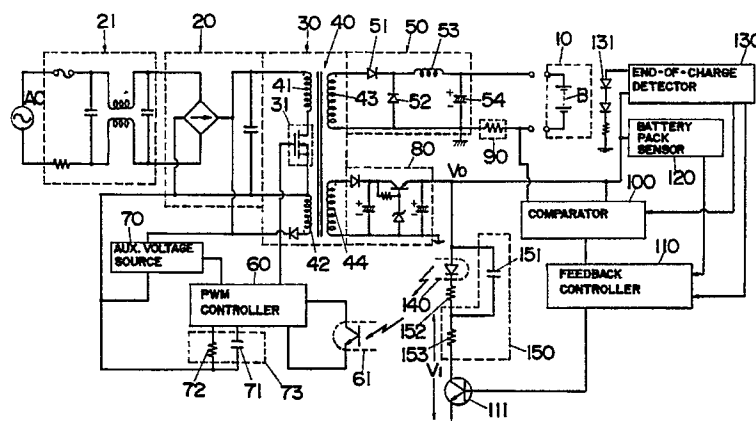 21 20 30 40 51 50 53 10 131 130
AC
41
31
43
52
54
B
END-OF-CHARGE
DETECTOR
BATTERY
PACK
SENSOR
90
120
80
VD
100
70
AUX. VOLTAGE
SOURCE
60
42 44
COMPARATOR
151
110
PWM
CONTROLLER
140
FEEDBACK
CONTROLLER
152
153
150
72 71 73
61
V1
111